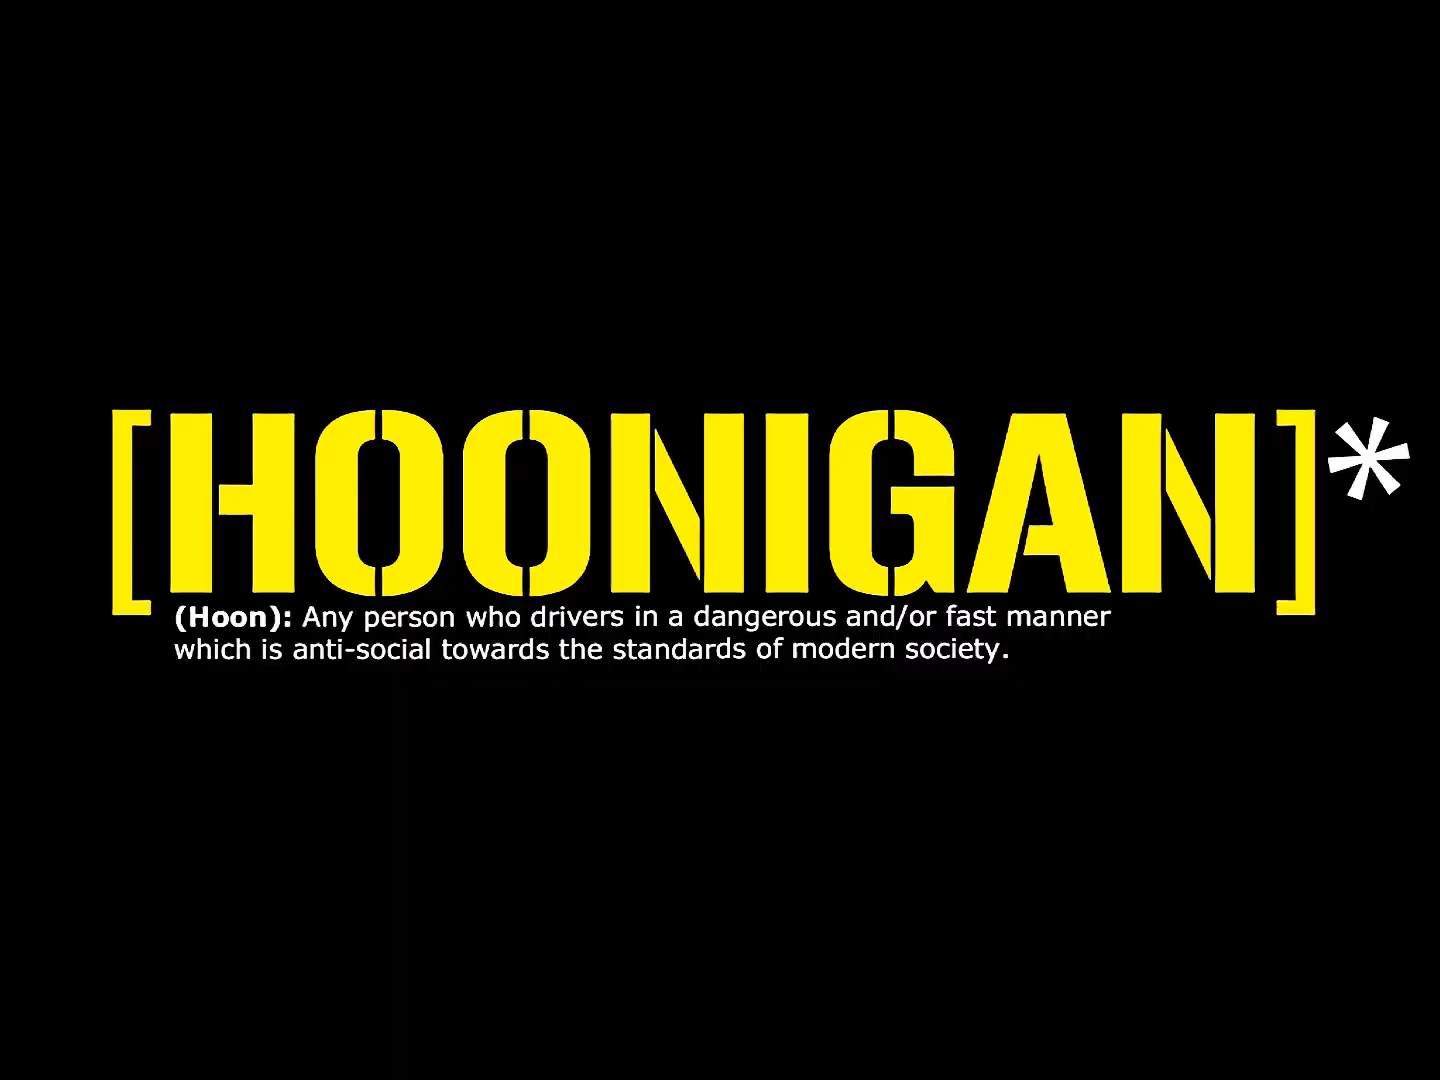 [HOONIGAN]*
(Hoon): Any person who drivers in a dangerous and/or fast manner
which is anti-social towards the standards of modern society.